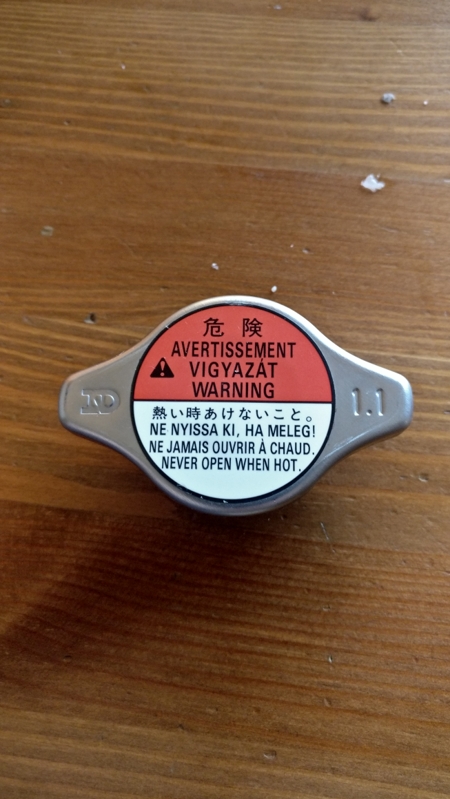 危険
AVERTISSEMENT
VIGYAZÁT
WARNING
熱い時あけないこと。
NE NYISSA KI, HA MELEG!
NE JAMAIS OUVRIR À CHAUD.
NEVER OPEN WHEN HOT.
1.1